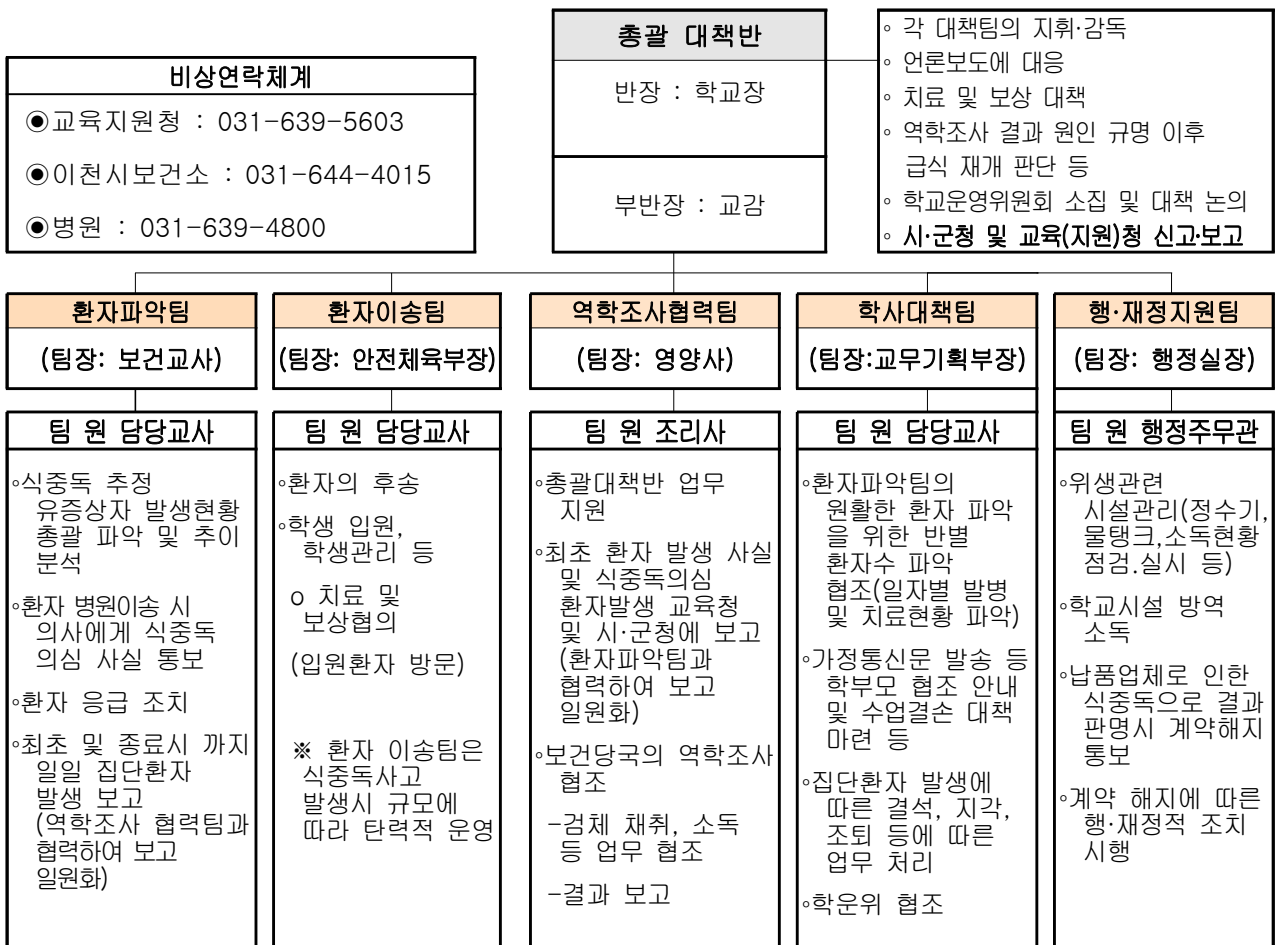 비상연락체계
◉교육지원청 : 031-639-5603
◉이천시보건소 : 031-644-4015
◉병원 : 031-639-4800
총괄 대책반
반장 : 학교장
부반장 : 교감
◦ 각 대책팀의 지휘·감독
◦ 언론보도에 대응
◦ 치료 및 보상 대책
◦ 역학조사 결과 원인 규명 이후
급식 재개 판단 등
◦ 학교운영위원회 소집 및 대책 논의
◦ 시·군청 및 교육(지원)청 신고·보고
환자파악팀
(팀장: 보건교사)
팀 원 담당교사
◦식중독 추정
유증상자 발생현황
총괄 파악 및 추이
분석
◦환자 병원이송 시
의사에게 식중독
의심 사실 통보
◦환자 응급 조치
◦최초 및 종료시 까지
일일 집단환자
발생 보고
(역학조사 협력팀과
협력하여 보고
일원화)
환자이송팀
(팀장: 안전체육부장)
팀 원 담당교사
◦환자의 후송
◦학생 입원,
학생관리 등
o 치료 및
보상협의
(입원환자 방문)
※ 환자 이송팀은
식중독사고
발생시 규모에
따라 탄력적 운영
역학조사협력팀
(팀장: 영양사)
팀 원 조리사
◦총괄대책반 업무
지원
◦최초 환자 발생 사실
및 식중독의심
환자발생 교육청
및 시·군청에 보고
(환자파악팀과
협력하여 보고
일원화)
◦보건당국의 역학조사
협조
-검체 채취, 소독
등 업무 협조
-결과 보고
학사대책팀
(팀장:교무기획부장)
팀 원 담당교사
◦환자파악팀의
원활한 환자 파악
을 위한 반별
환자수 파악
협조(일자별 발병
및 치료현황 파악)
◦가정통신문 발송 등
학부모 협조 안내
및 수업결손 대책
마련 등
◦집단환자 발생에
따른 결석, 지각,
조퇴 등에 따른
업무 처리
◦학운위 협조
행·재정지원팀
(팀장: 행정실장)
팀 원 행정주무관
◦위생관련
시설관리(정수기,
물탱크,소독현황
점검.실시 등)
◦학교시설 방역
소독
◦납품업체로 인한
식중독으로 결과
판명시 계약해지
통보
◦계약 해지에 따른
행·재정적 조치
시행